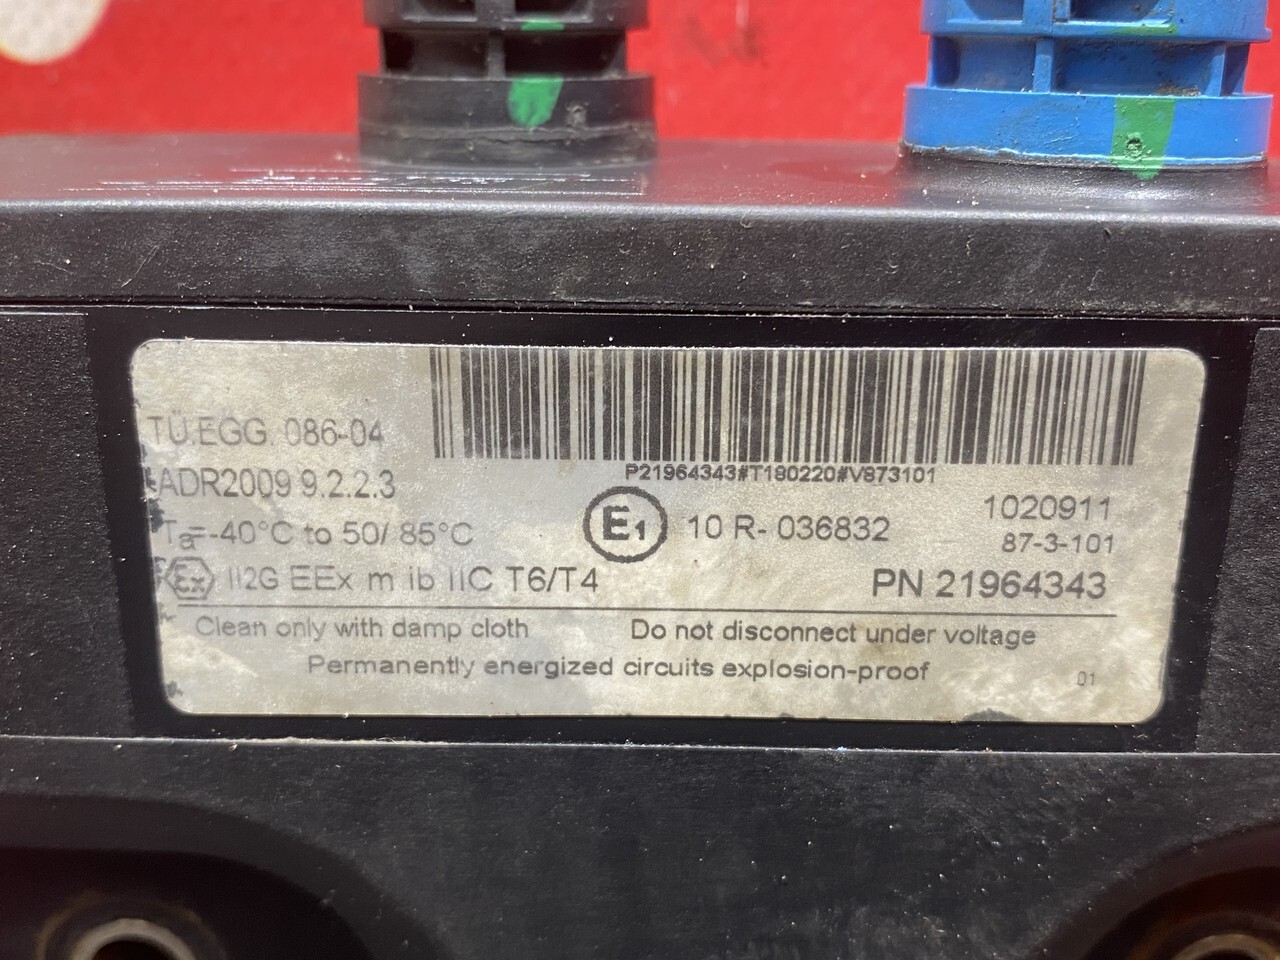 P21964343#T180220#V873101
TÜ.EGG. 086-04
ADR2009 9.2.2.3
Ta=-40°C to 50/ 85°C
Ex II2G EEx m ib IIC T6/T4
E1 10 R- 036832
1020911
87-3-101
PN 21964343
Clean only with damp cloth
Do not disconnect under voltage
Permanently energized circuits explosion-proof
01